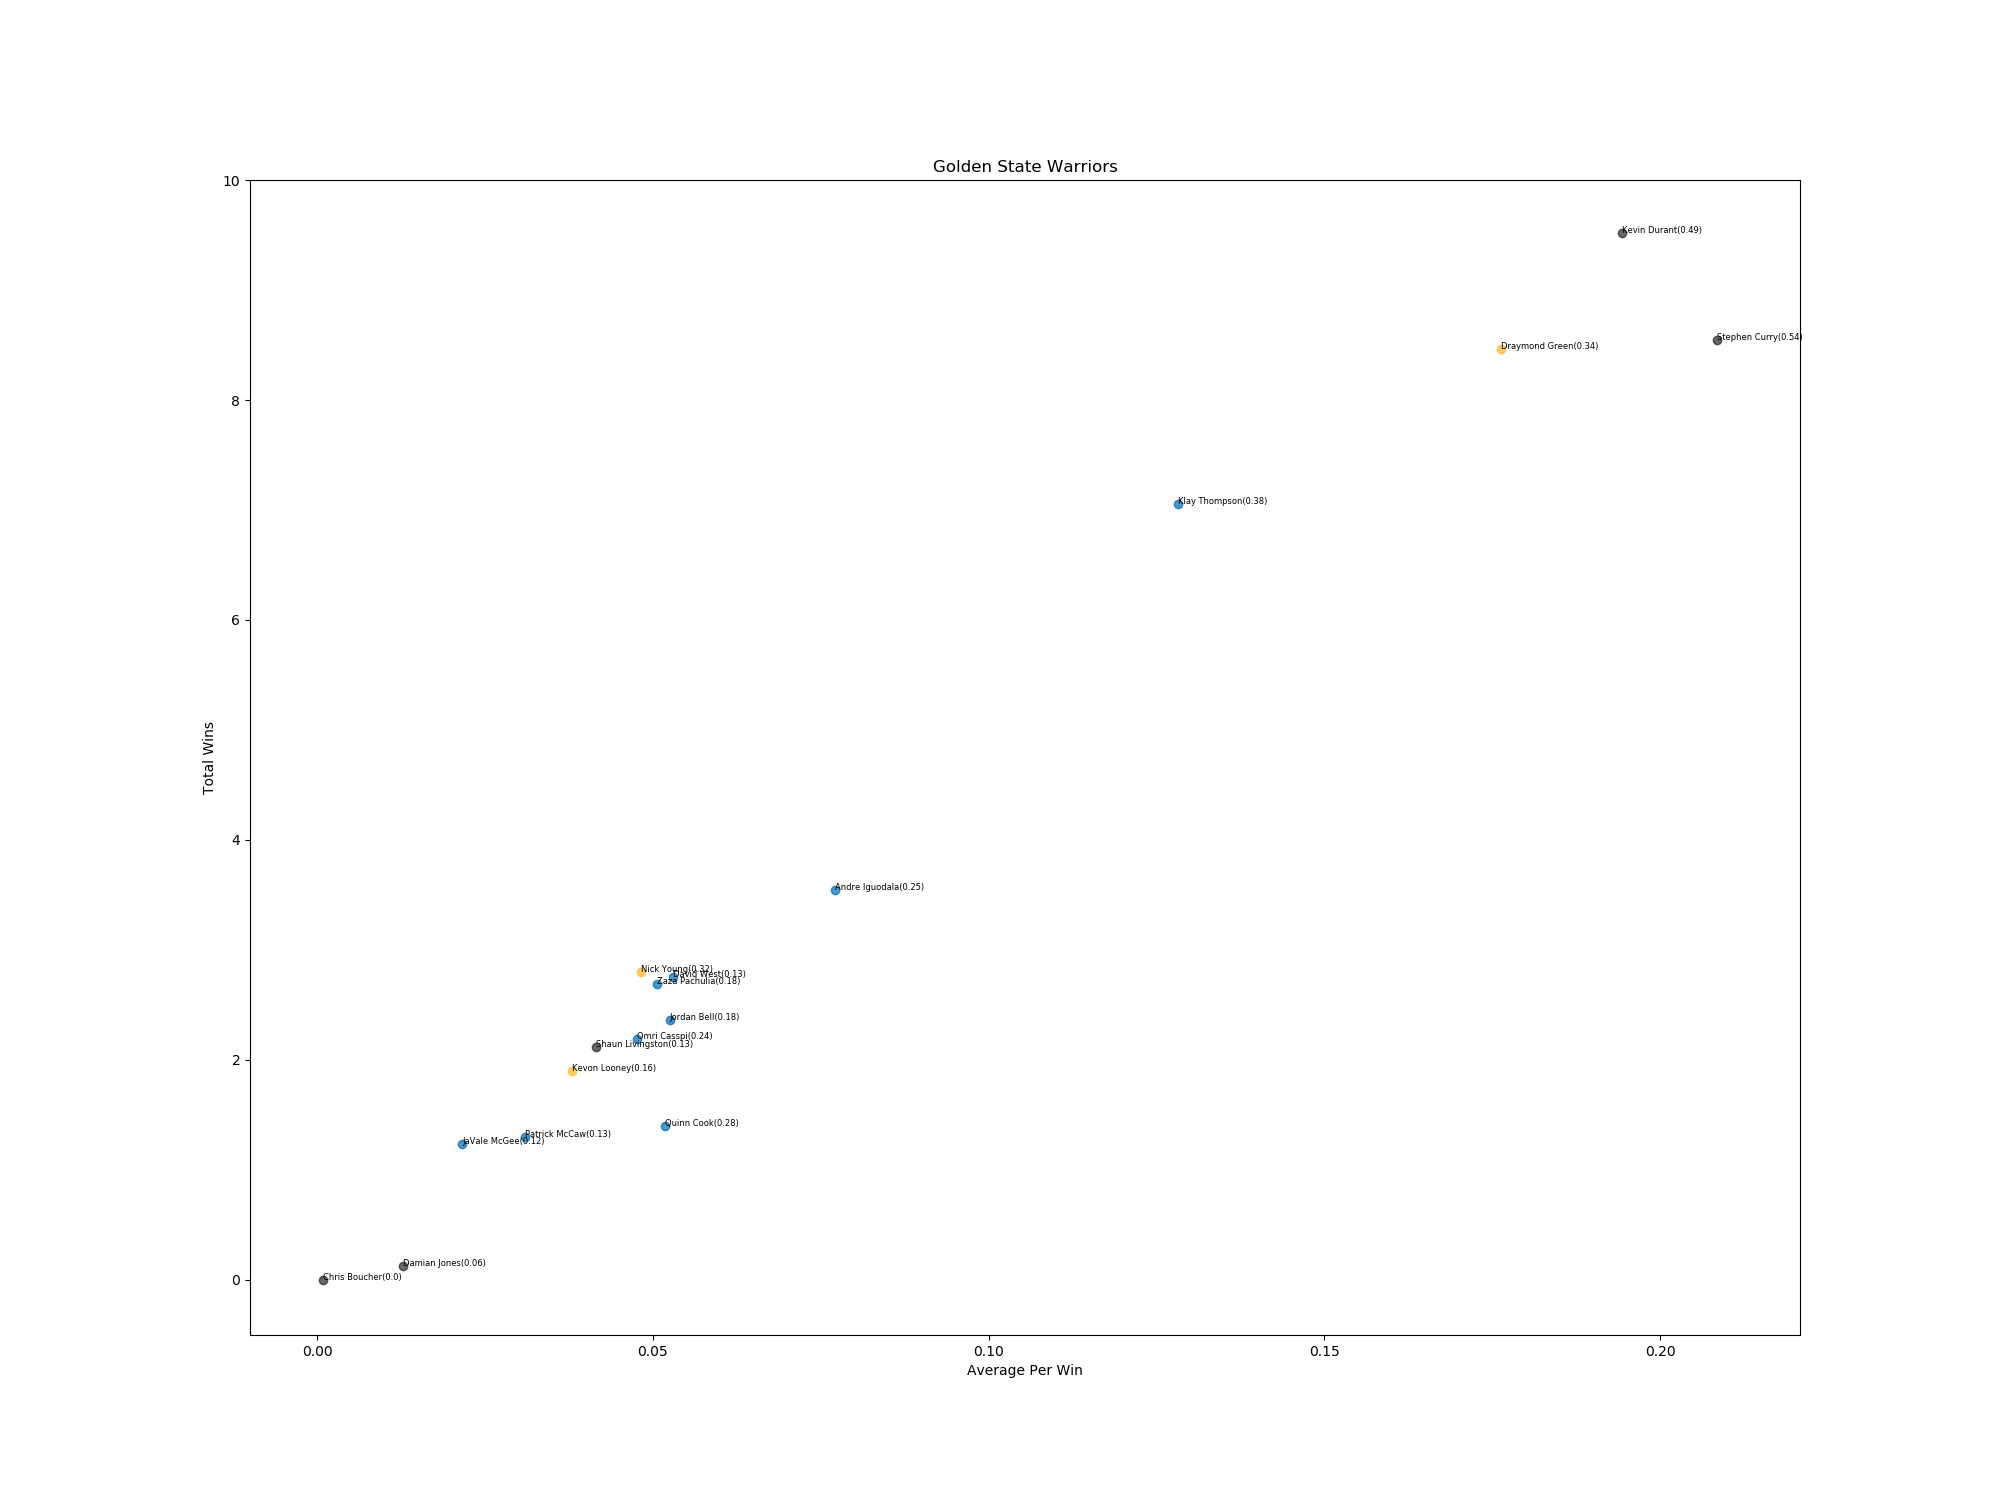 Golden State Warriors
10
Kevin Durant(0.49)
Stephen Curry(0.54)
Draymond Green(0.34)
8
Klay Thompson(0.38)
6
Total Wins
4
Andre Iguodala(0.25)
Nick Young(0.32)
David West(0.13)
Zaza Pachulia(0.18)
Jordan Bell(0.18)
Omri Casspi(0.24)
Shaun Livingston(0.13)
2
Kevon Looney(0.16)
Quinn Cook(0.28)
Patrick McCaw(0.13)
JaVale McGee(0.12)
Damian Jones(0.06)
Chris Boucher(0.0)
0
0.00 0.05 0.10 0.15 0.20
Average Per Win